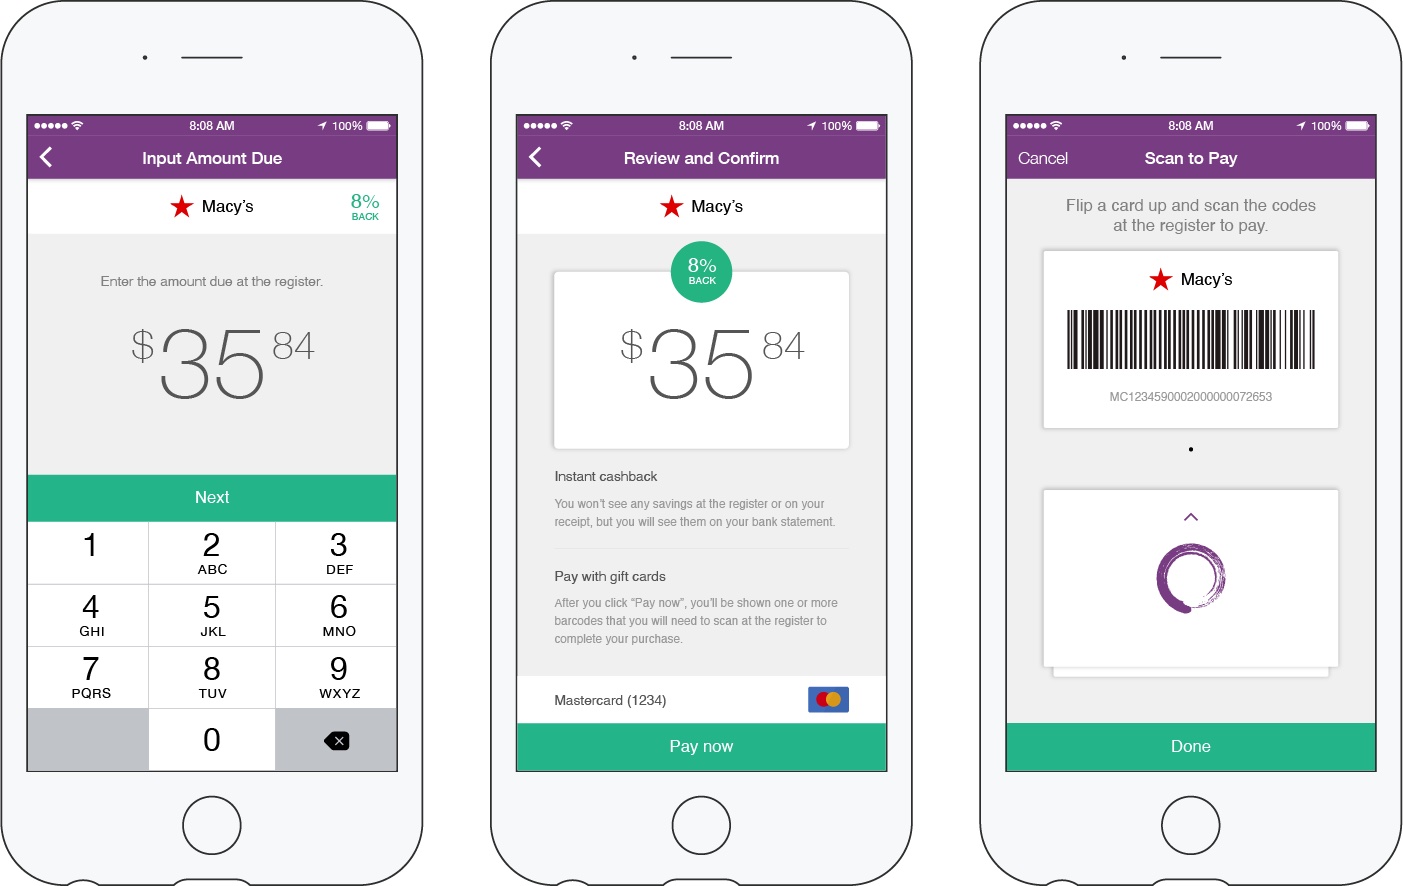 8:08 AM
100%
Input Amount Due
Macy's
8%
BACK
Enter the amount due at the register.
$35 84
Next
1
2
ABC
3
DEF
4
GHI
5
JKL
6
MNO
7
PQRS
8
TUV
9
WXYZ
0
8:08 AM
100%
Review and Confirm
Macy's
8%
BACK
$35 84
Instant cashback
You won't see any savings at the register or on your
receipt, but you will see them on your bank statement.
Pay with gift cards
After you click “Pay now”, you'll be shown one or more
barcodes that you will need to scan at the register to
complete your purchase.
Mastercard (1234)
Pay now
8:08 AM
100%
Cancel
Scan to Pay
Flip a card up and scan the codes
at the register to pay.
Macy's
MC1234590002000000072653
Done